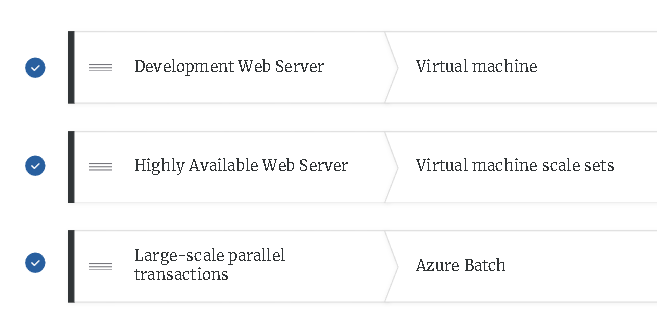 Development Web Server
Virtual machine
Highly Available Web Server
Virtual machine scale sets
Large-scale parallel
transactions
Azure Batch